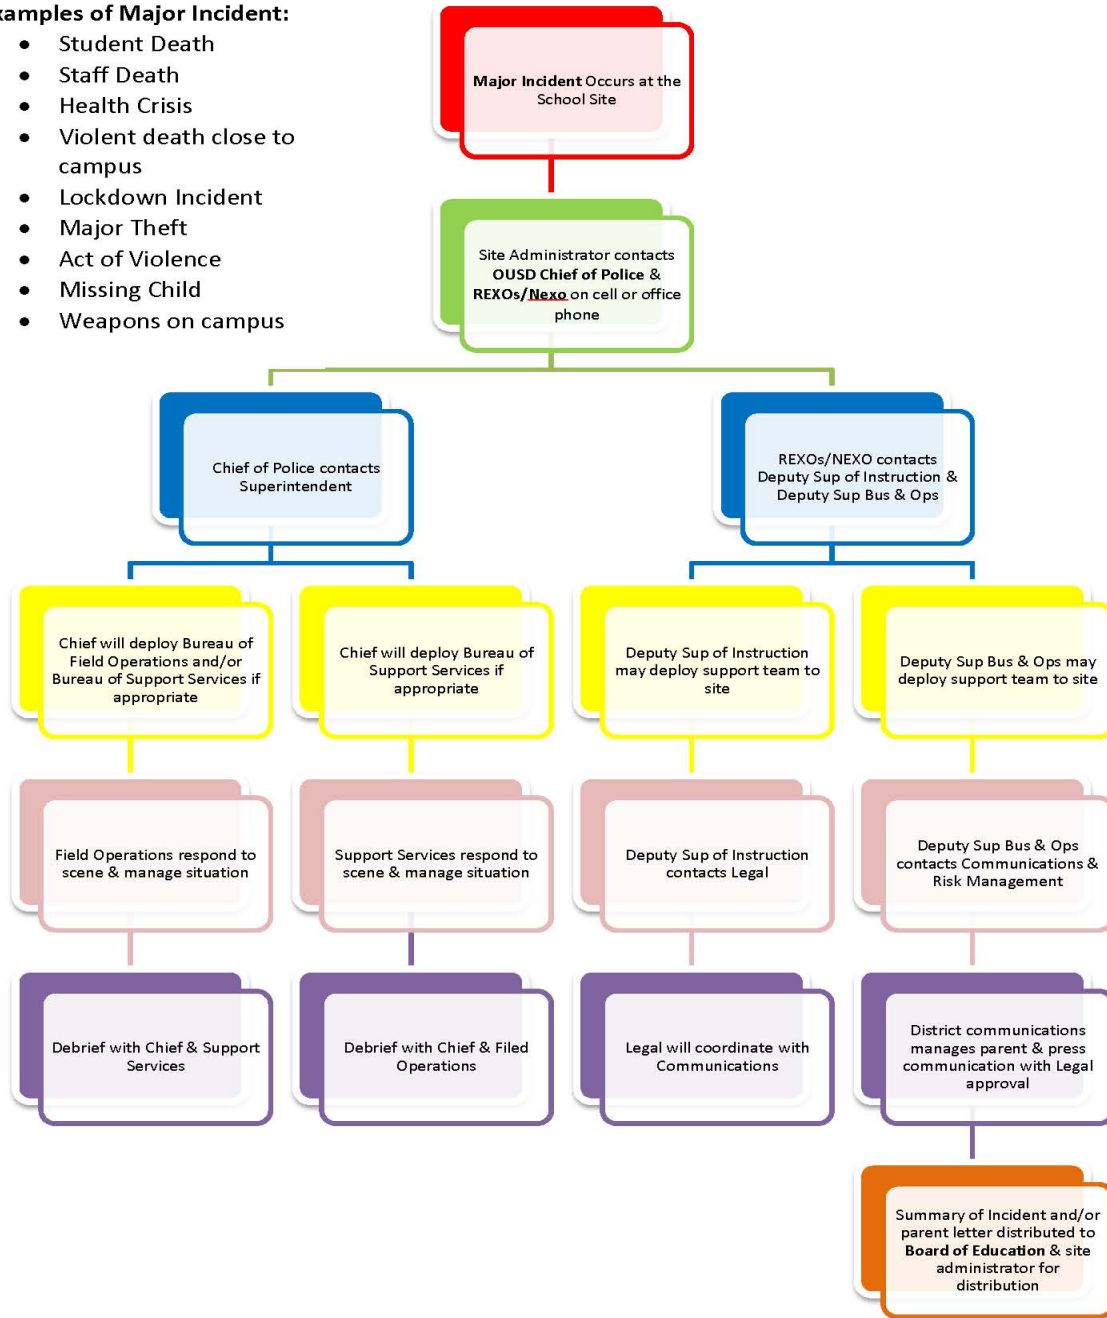 xamples of Major Incident:
• Student Death
• Staff Death
• Health Crisis
• Violent death close to
campus
• Lockdown Incident
• Major Theft
• Act of Violence
• Missing Child
• Weapons on campus
Major Incident Occurs at the
School Site
Site Administrator contacts
OUSD Chief of Police &
REXOs/Nexo on cell or office
phone
Chief of Police contacts
Superintendent
REXOs/NEXO contacts
Deputy Sup of Instruction &
Deputy Sup Bus & Ops
Chief will deploy Bureau of
Field Operations and/or
Bureau of Support Services if
appropriate
Chief will deploy Bureau of
Support Services if
appropriate
Deputy Sup of Instruction
may deploy support team to
site
Deputy Sup Bus & Ops may
deploy support team to site
Field Operations respond to
scene & manage situation
Support Services respond to
scene & manage situation
Deputy Sup of Instruction
contacts Legal
Deputy Sup Bus & Ops
contacts Communications &
Risk Management
Debrief with Chief & Support
Services
Debrief with Chief & Filed
Operations
Legal will coordinate with
Communications
District communications
manages parent & press
communication with Legal
approval
Summary of Incident and/or
parent letter distributed to
Board of Education & site
administrator for
distribution